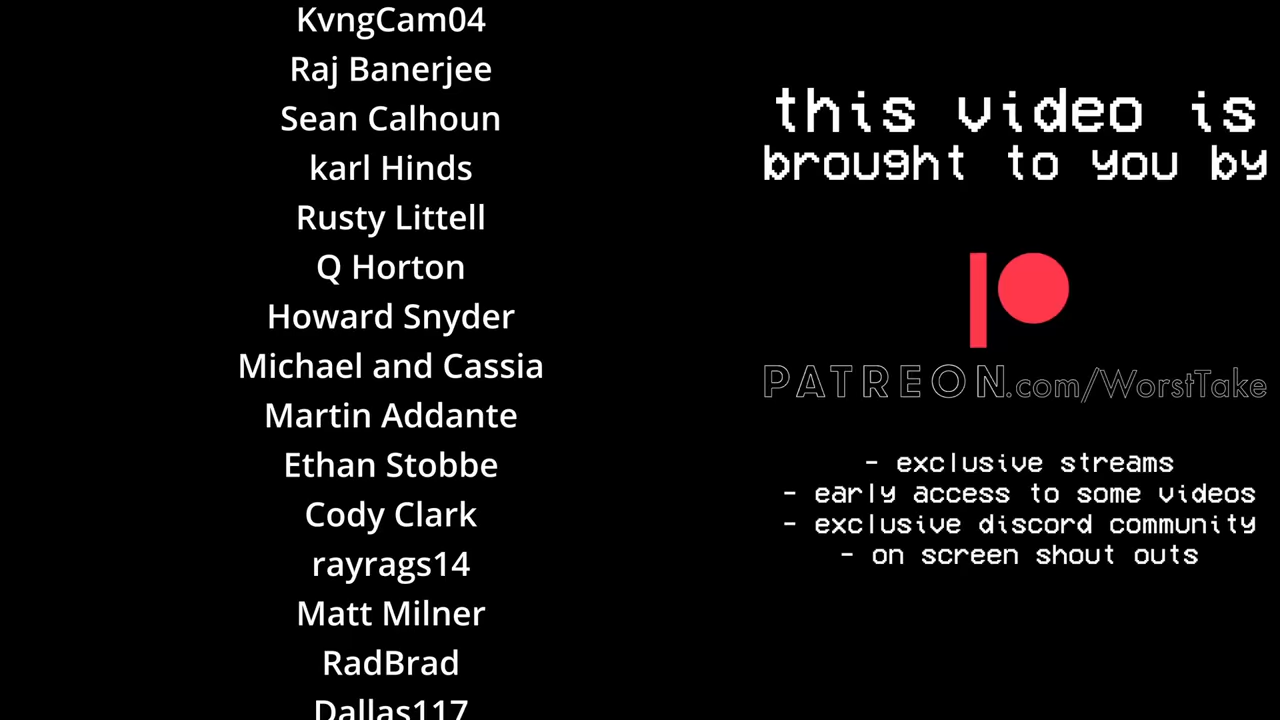 KvngCam04
Raj Banerjee
Sean Calhoun
karl Hinds
Rusty Littell
Q Horton
Howard Snyder
Michael and Cassia
Martin Addante
Ethan Stobbe
Cody Clark
rayrags14
Matt Milner
RadBrad
Dallas117
this video is
brought to you by
PATREON.com/WorstTake
- exclusive streams
- early access to some videos
- exclusive discord community
- on screen shout outs